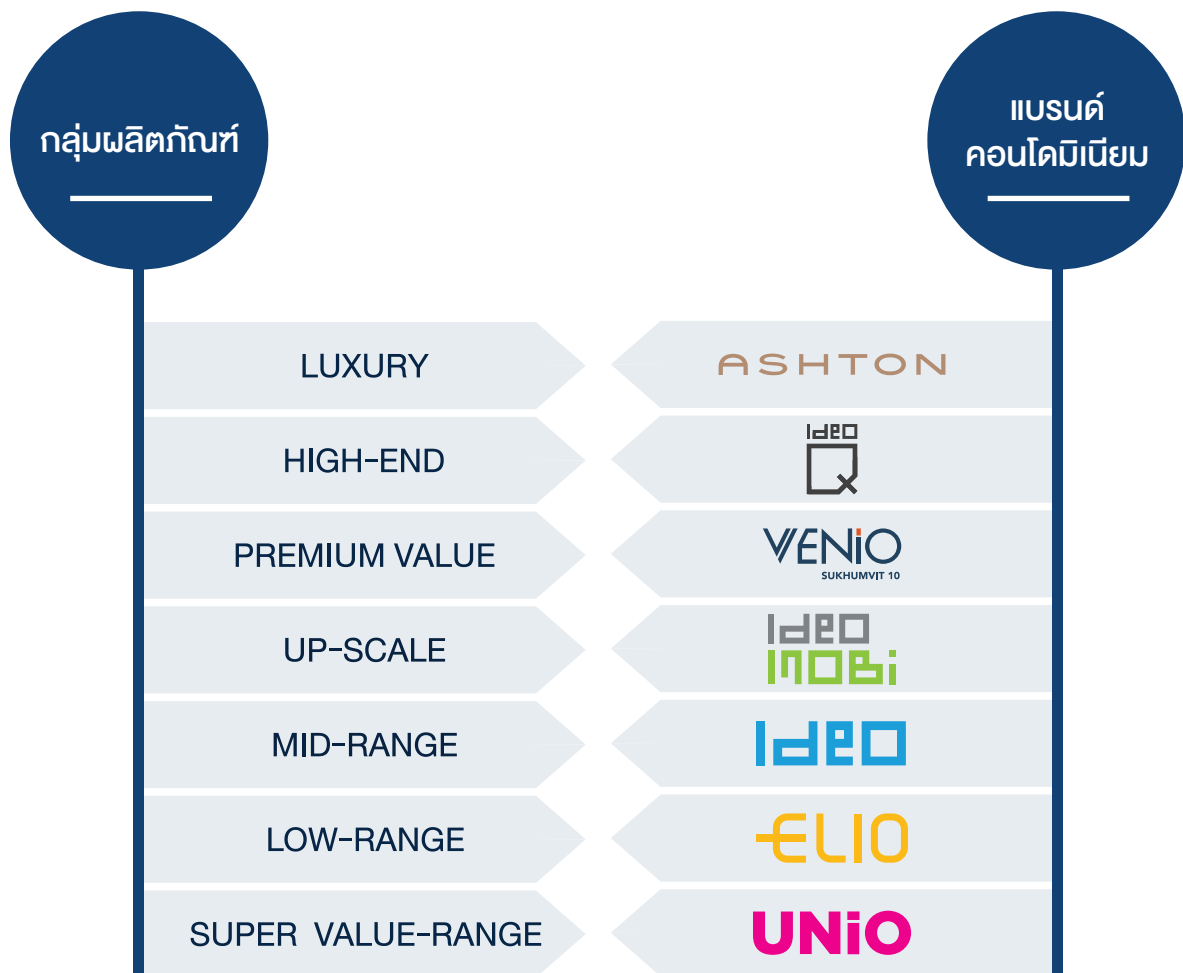 กลุ่มผลิตภัณฑ์
แบรนด์
คอนโดมิเนียม
LUXURY
ASHTON
HIGH-END
IDEO
Q
PREMIUM VALUE
VENiO
SUKHUMVIT 10
UP-SCALE
IDEO
MOBi
MID-RANGE
IDEO
LOW-RANGE
ELIO
SUPER VALUE-RANGE
UNiO